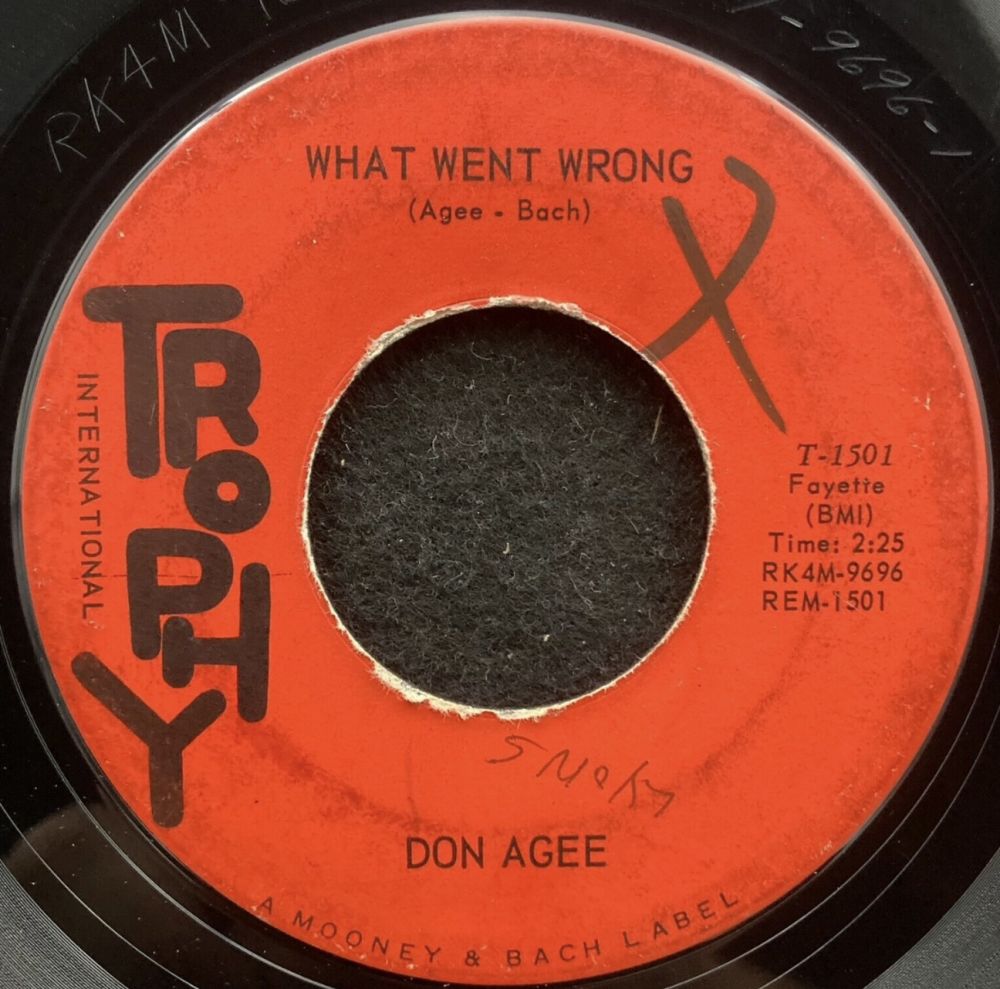 RK4M
9696-1
WHAT WENT WRONG
(Agee - Bach)
X
TROPHY
INTERNATIONAL
T-1501
Fayette
(BMI)
Time: 2:25
RK4M-9696
REM-1501
SMOKY
DON AGEE
A MOONEY & BACH LABEL